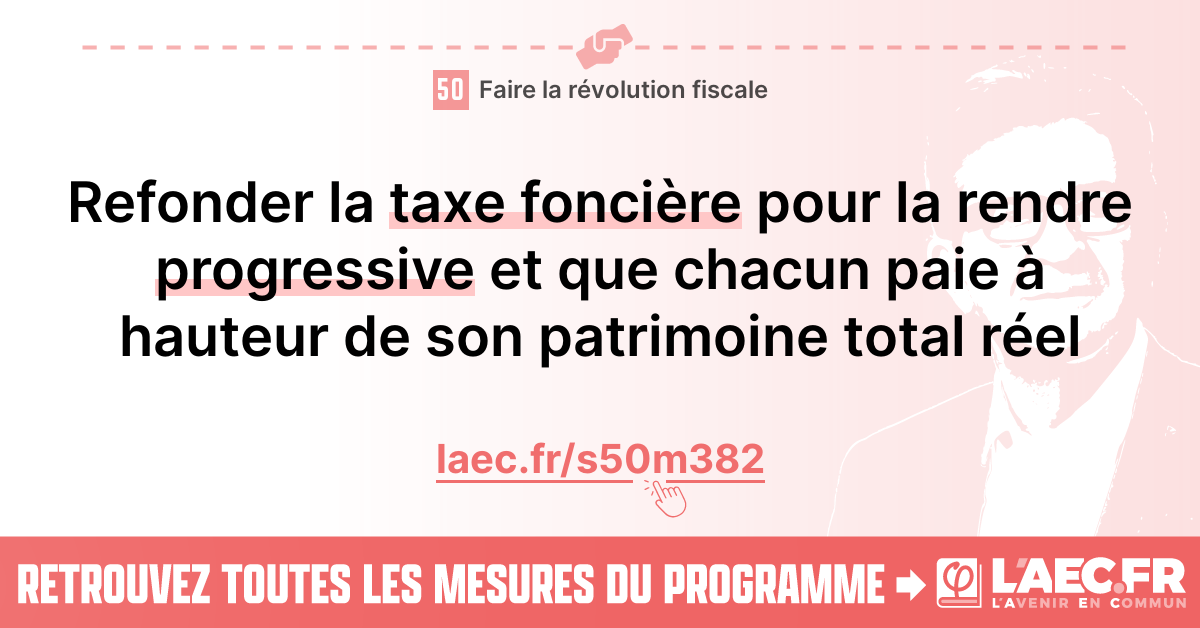 50 Faire la révolution fiscale
Refonder la taxe foncière pour la rendre
progressive et que chacun paie à
hauteur de son patrimoine total réel
laec.fr/s50m382
RETROUVEZ TOUTES LES MESURES DU PROGRAMME
L'AEC.FR
L'AVENIR EN COMMUN